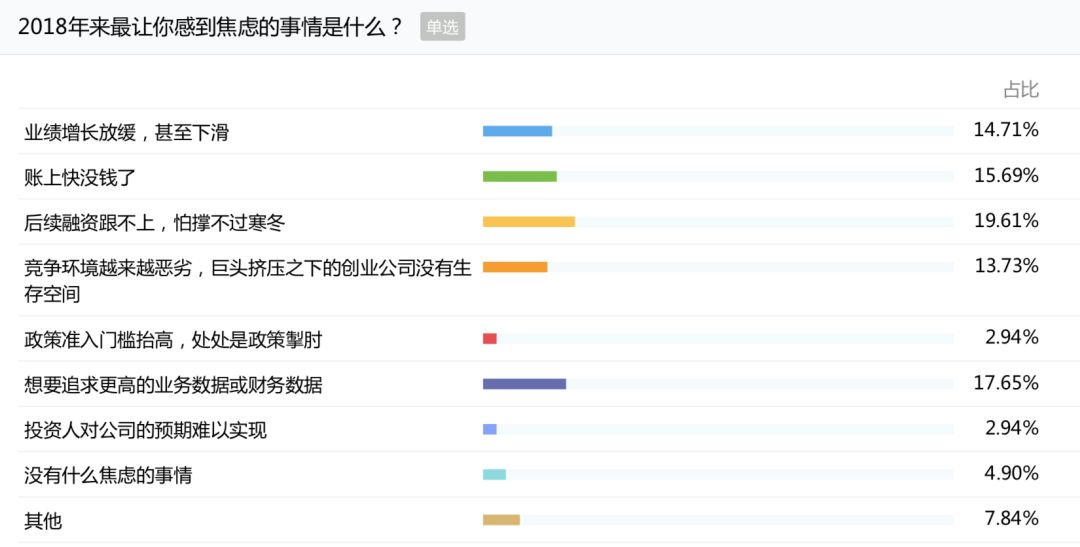 2018年来最让你感到焦虑的事情是什么？ 单选
占比
业绩增长放缓，甚至下滑 14.71%
账上快没钱了 15.69%
后续融资跟不上，怕撑不过寒冬 19.61%
竞争环境越来越恶劣，巨头挤压之下的创业公司没有生 13.73%
存空间
政策准入门槛抬高，处处是政策掣肘 2.94%
想要追求更高的业务数据或财务数据 17.65%
投资人对公司的预期难以实现 2.94%
没有什么焦虑的事情 4.90%
其他 7.84%